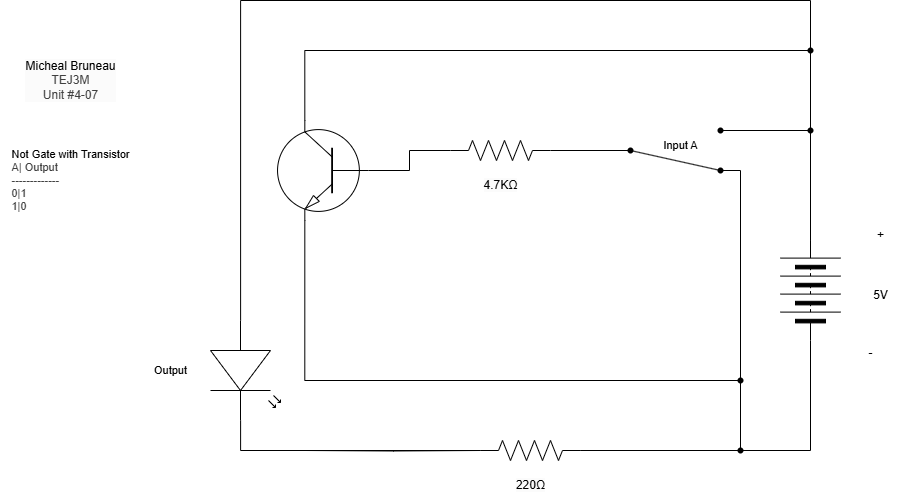 Micheal Bruneau
TEJ3M
Unit #4-07
Not Gate with Transistor
A| Output
-------------
0|1
1|0
Input A
4.7KΩ
+
5V
-
Output
220Ω